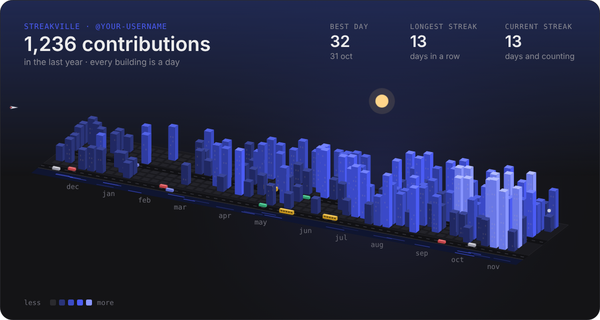 STREAKVILLE · @YOUR-USERNAME
1,236 contributions
in the last year · every building is a day
BEST DAY
32
31 oct
LONGEST STREAK
13
days in a row
CURRENT STREAK
13
days and counting
dec
jan
feb
mar
apr
may
jun
jul
aug
sep
oct
nov
less
more